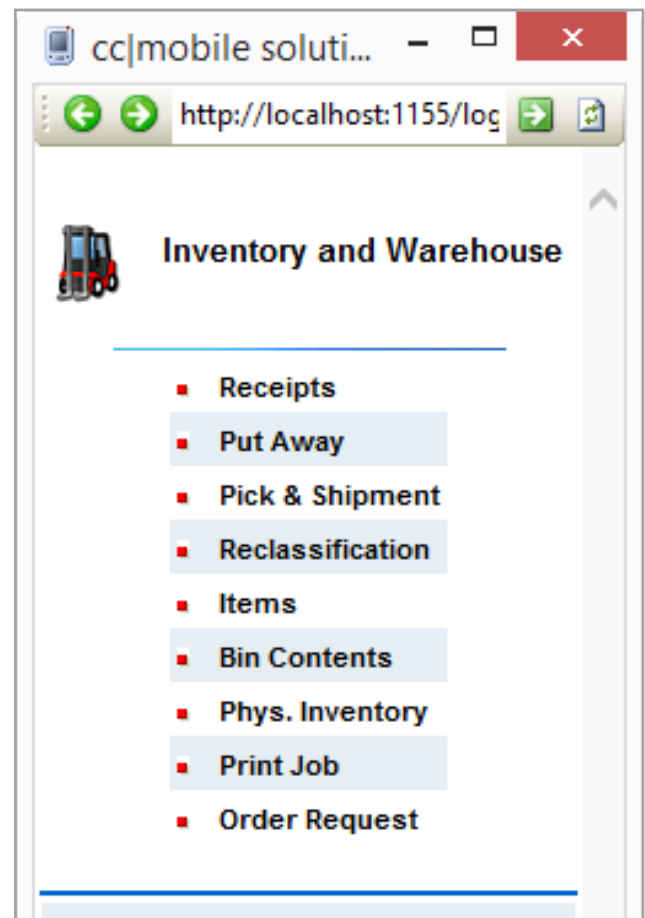 cc|mobile soluti...
http://localhost:1155/log
Inventory and Warehouse
Receipts
Put Away
Pick & Shipment
Reclassification
Items
Bin Contents
Phys. Inventory
Print Job
Order Request